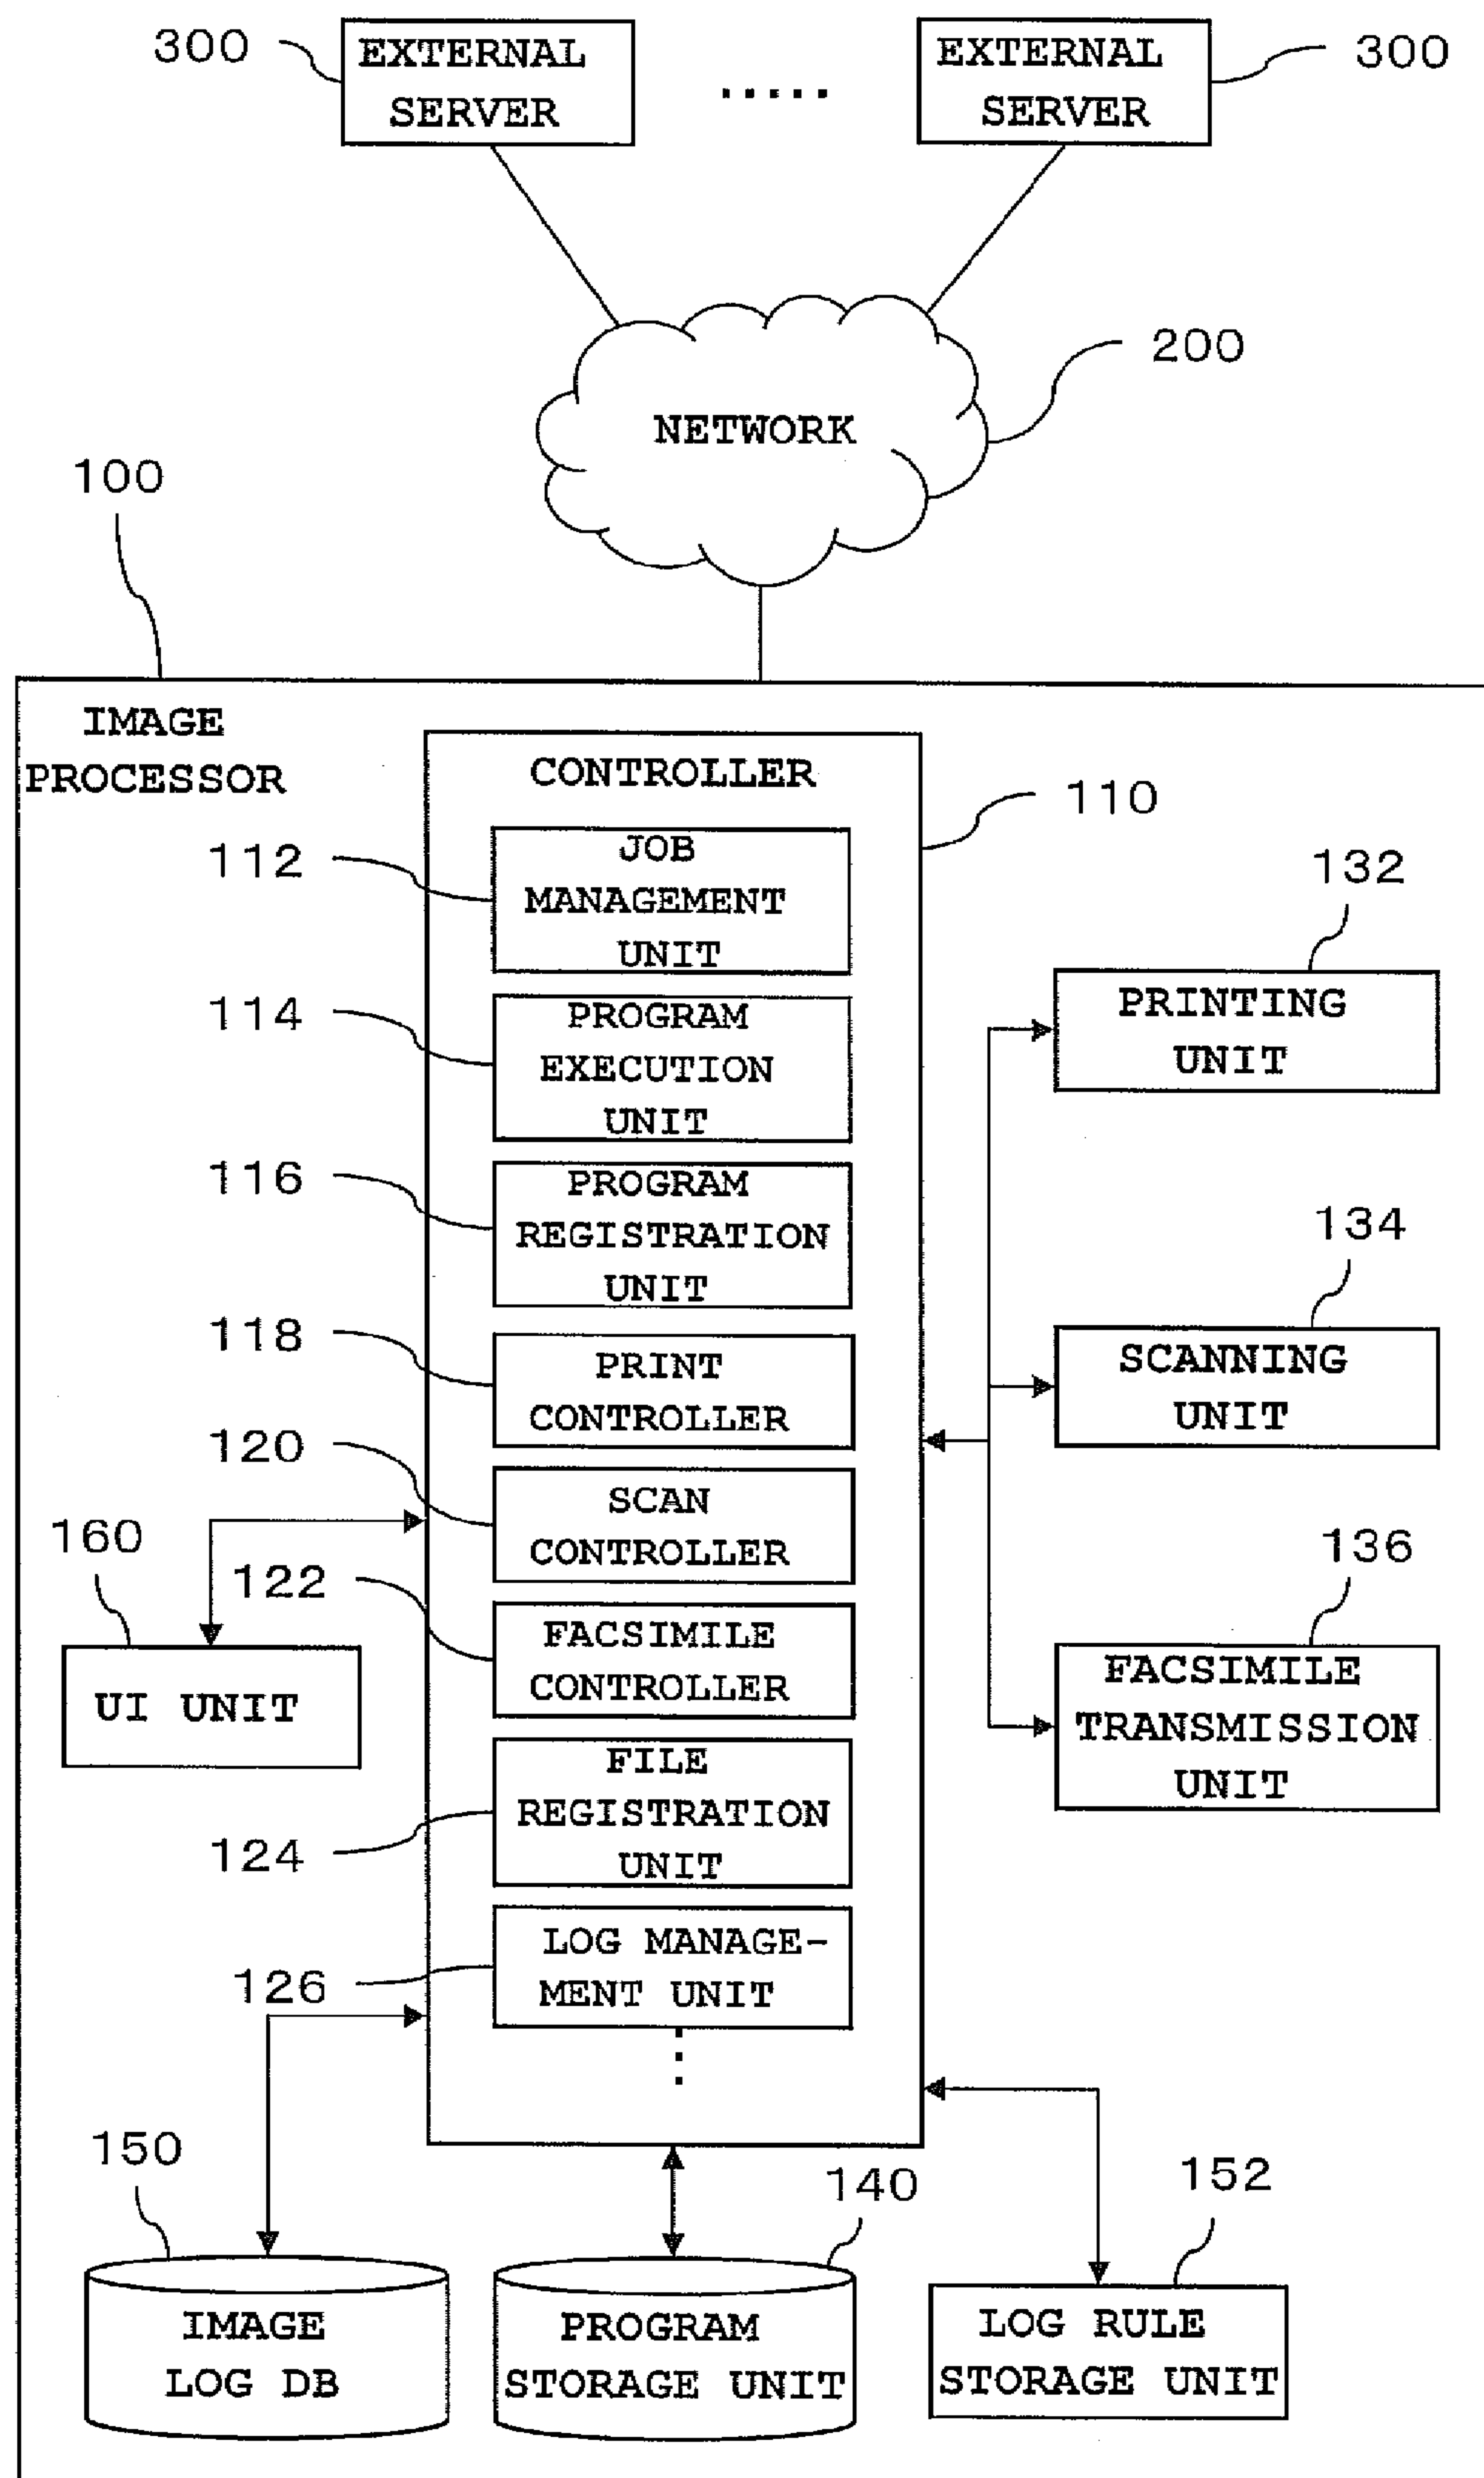 300
EXTERNAL
SERVER
.....
EXTERNAL
SERVER
300
200
NETWORK
100
IMAGE
PROCESSOR
CONTROLLER
110
112
JOB
MANAGEMENT
UNIT
114
PROGRAM
EXECUTION
UNIT
116
PROGRAM
REGISTRATION
UNIT
118
PRINT
CONTROLLER
120
SCAN
CONTROLLER
122
FACSIMILE
CONTROLLER
124
FILE
REGISTRATION
UNIT
126
LOG MANAGE-
MENT UNIT
132
PRINTING
UNIT
134
SCANNING
UNIT
136
FACSIMILE
TRANSMISSION
UNIT
160
UI UNIT
150
IMAGE
LOG DB
140
PROGRAM
STORAGE UNIT
152
LOG RULE
STORAGE UNIT